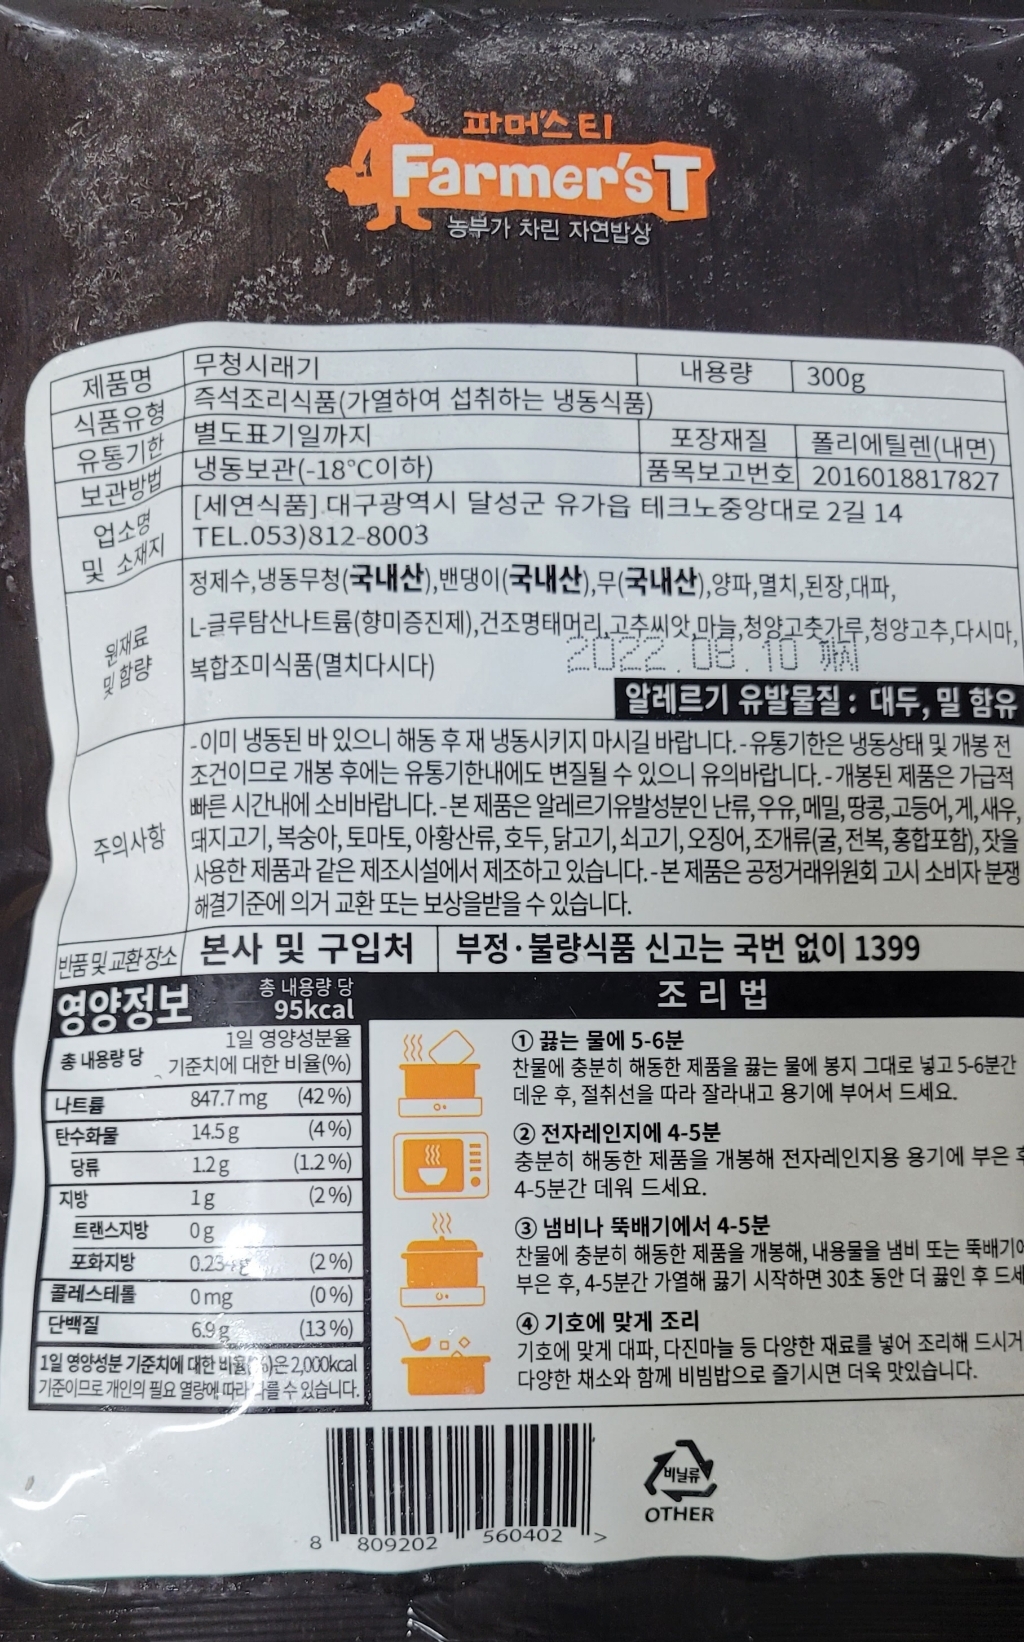 파머스티
Farmer's T
농부가 차린 자연밥상
제품명 무청시래기 내용량 300g
식품유형 즉석조리식품(가열하여 섭취하는 냉동식품)
유통기한 별도표기일까지 포장재질 폴리에틸렌(내면)
보관방법 냉동보관(-18°C이하) 품목보고번호 2016018817827
업소명 및 소재지 [세연식품].대구광역시 달성군 유가읍 테크노중앙대로 2길 14
TEL.053)812-8003
원재료 및 함량 정제수,냉동무청(국내산),밴댕이(국내산),무(국내산),양파,멸치,된장,대파,
L-글루탐산나트륨(향미증진제),건조명태머리,고추씨앗,마늘,청양고춧가루,청양고추,다시마,
복합조미식품(멸치다시다)
2022.08.10 까지
알레르기 유발물질 : 대두, 밀 함유
주의사항 -이미 냉동된 바 있으니 해동 후 재 냉동시키지 마시길 바랍니다.-유통기한은 냉동상태 및 개봉 전
조건이므로 개봉 후에는 유통기한내에도 변질될 수 있으니 유의바랍니다.-개봉된 제품은 가급적
빠른 시간내에 소비바랍니다.-본 제품은 알레르기유발성분인 난류,우유,메밀,땅콩,고등어,게,새우,
돼지고기, 복숭아, 토마토, 아황산류, 호두, 닭고기, 쇠고기, 오징어, 조개류(굴, 전복, 홍합포함), 잣을
사용한 제품과 같은 제조시설에서 제조하고 있습니다.-본 제품은 공정거래위원회 고시 소비자 분쟁
해결기준에 의거 교환 또는 보상을받을 수 있습니다.
반품 및 교환 장소 본사 및 구입처 부정·불량식품 신고는 국번 없이 1399
영양정보 총 내용량 당 95kcal
총 내용량 당 1일 영양성분율 기준치에 대한 비율(%)
나트륨 847.7 mg (42 %)
탄수화물 14.5 g (4 %)
당류 1.2 g (1.2 %)
지방 1 g (2 %)
트랜스지방 0 g
포화지방 0.23 g (2 %)
콜레스테롤 0 mg (0 %)
단백질 6.9 g (13 %)
1일 영양성분 기준치에 대한 비율(%)은 2,000kcal
기준이므로 개인의 필요 열량에 따라 다를 수 있습니다.
조리법
① 끓는 물에 5-6분
찬물에 충분히 해동한 제품을 끓는 물에 봉지 그대로 넣고 5-6분간
데운 후, 절취선을 따라 잘라내고 용기에 부어서 드세요.
② 전자레인지에 4-5분
충분히 해동한 제품을 개봉해 전자레인지용 용기에 부은
4-5분간 데워 드세요.
③ 냄비나 뚝배기에서 4-5분
찬물에 충분히 해동한 제품을 개봉해, 내용물을 냄비 또는 뚝배기에
부은 후, 4-5분간 가열해 끓기 시작하면 30초 동안 더 끓인 후 드세
④ 기호에 맞게 조리
기호에 맞게 대파, 다진마늘 등 다양한 재료를 넣어 조리해 드시거
다양한 채소와 함께 비빔밥으로 즐기시면 더욱 맛있습니다.
8 809202 560402 >
비닐류
OTHER